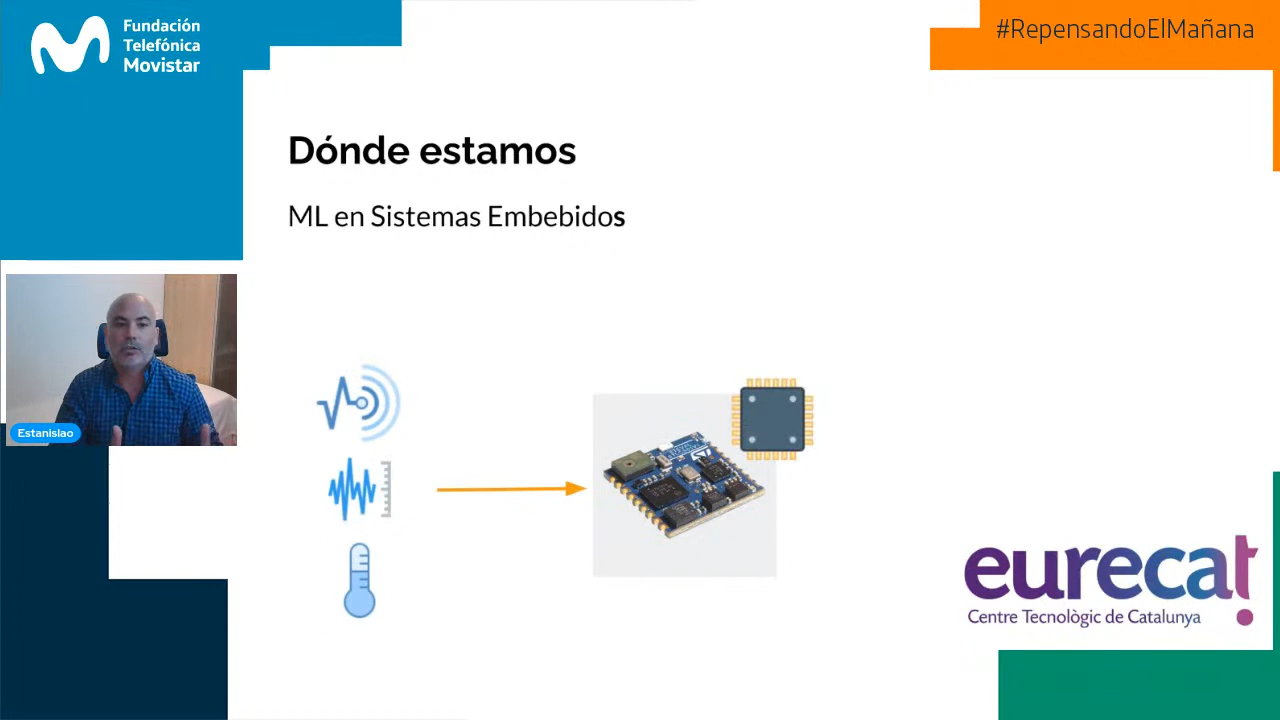 Fundación
Telefónica
Movistar
#RepensandoElMañana
Dónde estamos
ML en Sistemas Embebidos
Estanislao
eurecat
Centre Tecnològic de Catalunya